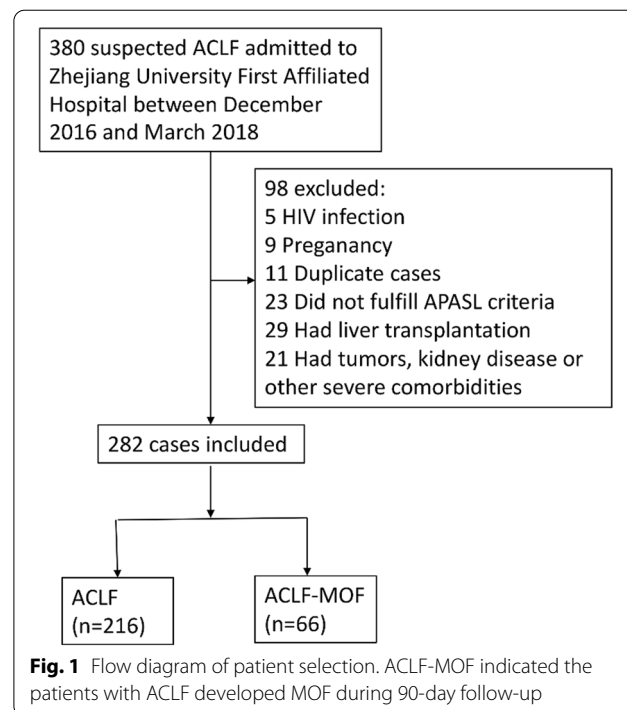 380 suspected ACLF admitted to
Zhejiang University First Affiliated
Hospital between December
2016 and March 2018
98 excluded:
5 HIV infection
9 Preganancy
11 Duplicate cases
23 Did not fulfill APASL criteria
29 Had liver transplantation
21 Had tumors, kidney disease or
other severe comorbidities
282 cases included
ACLF
(n=216)
ACLF-MOF
(n=66)
Fig. 1 Flow diagram of patient selection. ACLF-MOF indicated the
patients with ACLF developed MOF during 90-day follow-up